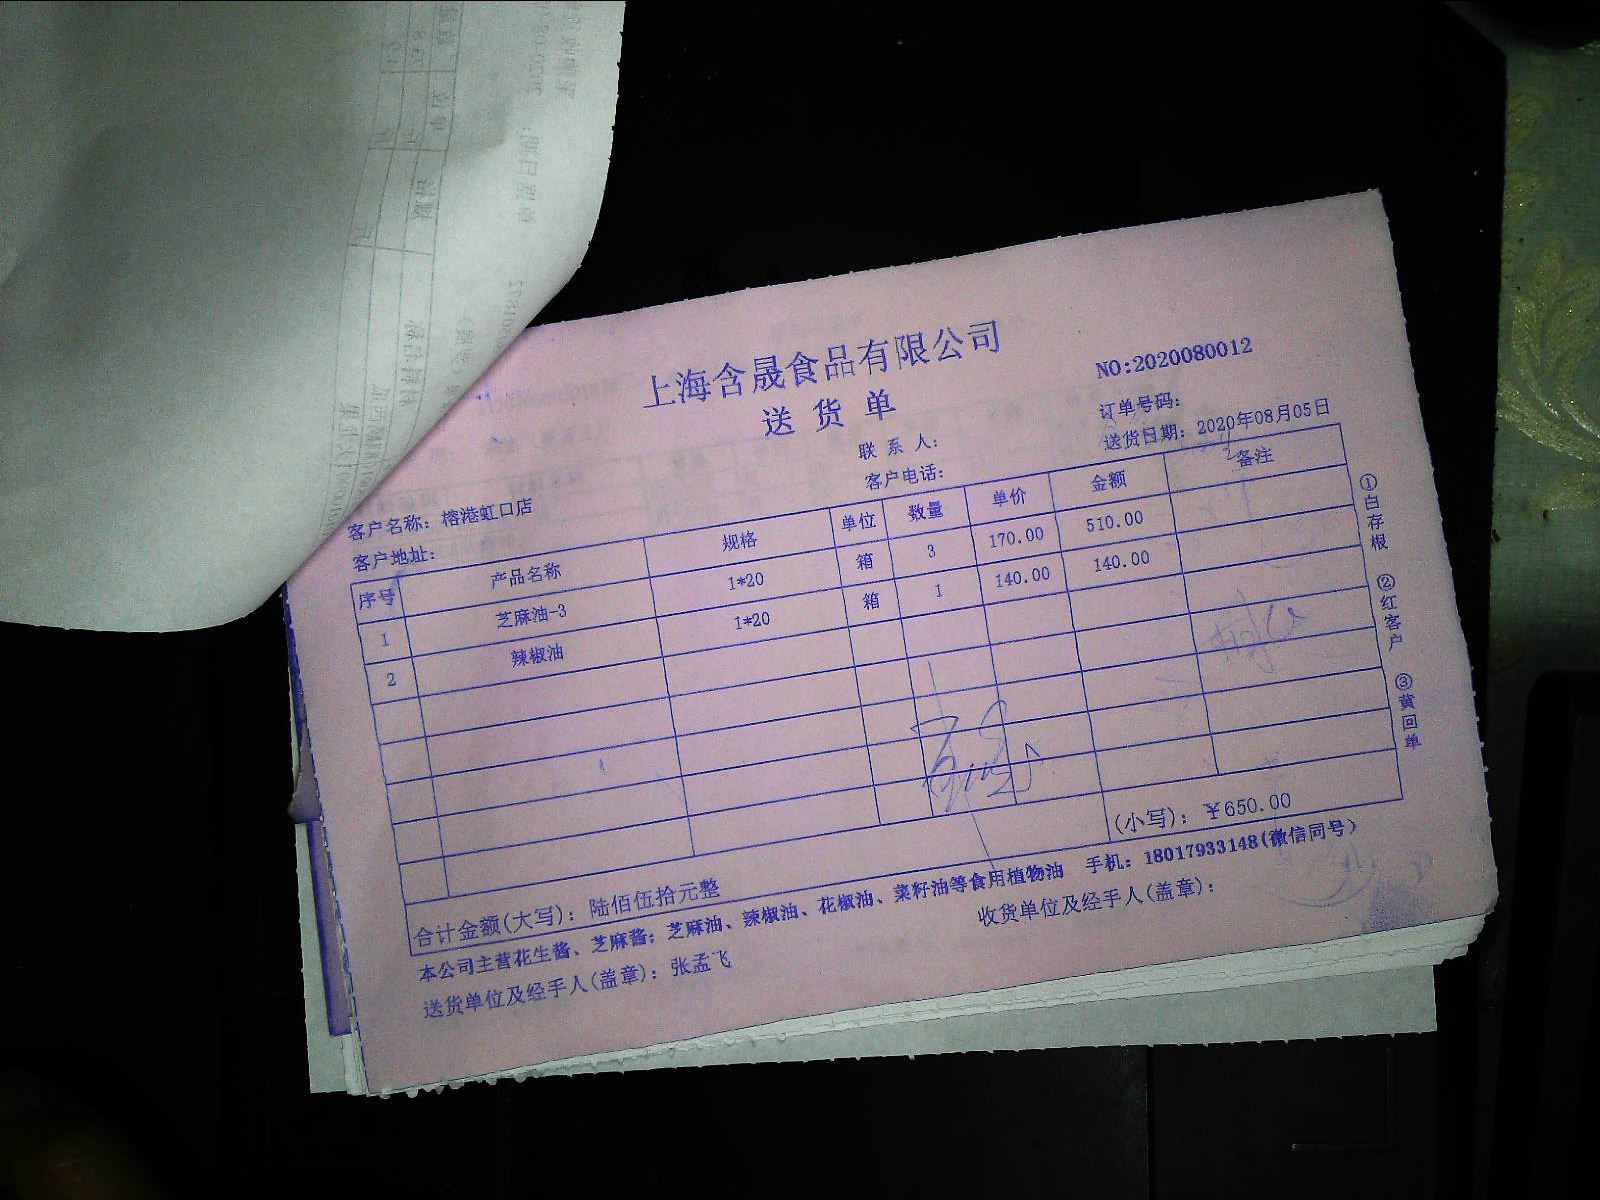 上海含晟食品有限公司
送货单
NO:2020080012
订单号码：
联系人：
送货日期：2020年08月05日
客户名称：榕港虹口店
客户电话：
客户地址：
序号 产品名称 规格 单位 数量 单价 金额 备注
1 芝麻油-3 1*20 箱 3 170.00 510.00
2 辣椒油 1*20 箱 1 140.00 140.00
合计金额(大写)：陆佰伍拾元整 (小写)：￥650.00
本公司主营花生酱、芝麻酱；芝麻油、辣椒油、花椒油、菜籽油等食用植物油 手机：18017933148(微信同号)
送货单位及经手人(盖章)：张孟飞 收货单位及经手人(盖章)：
①白存根 ②红客户 ③黄回单